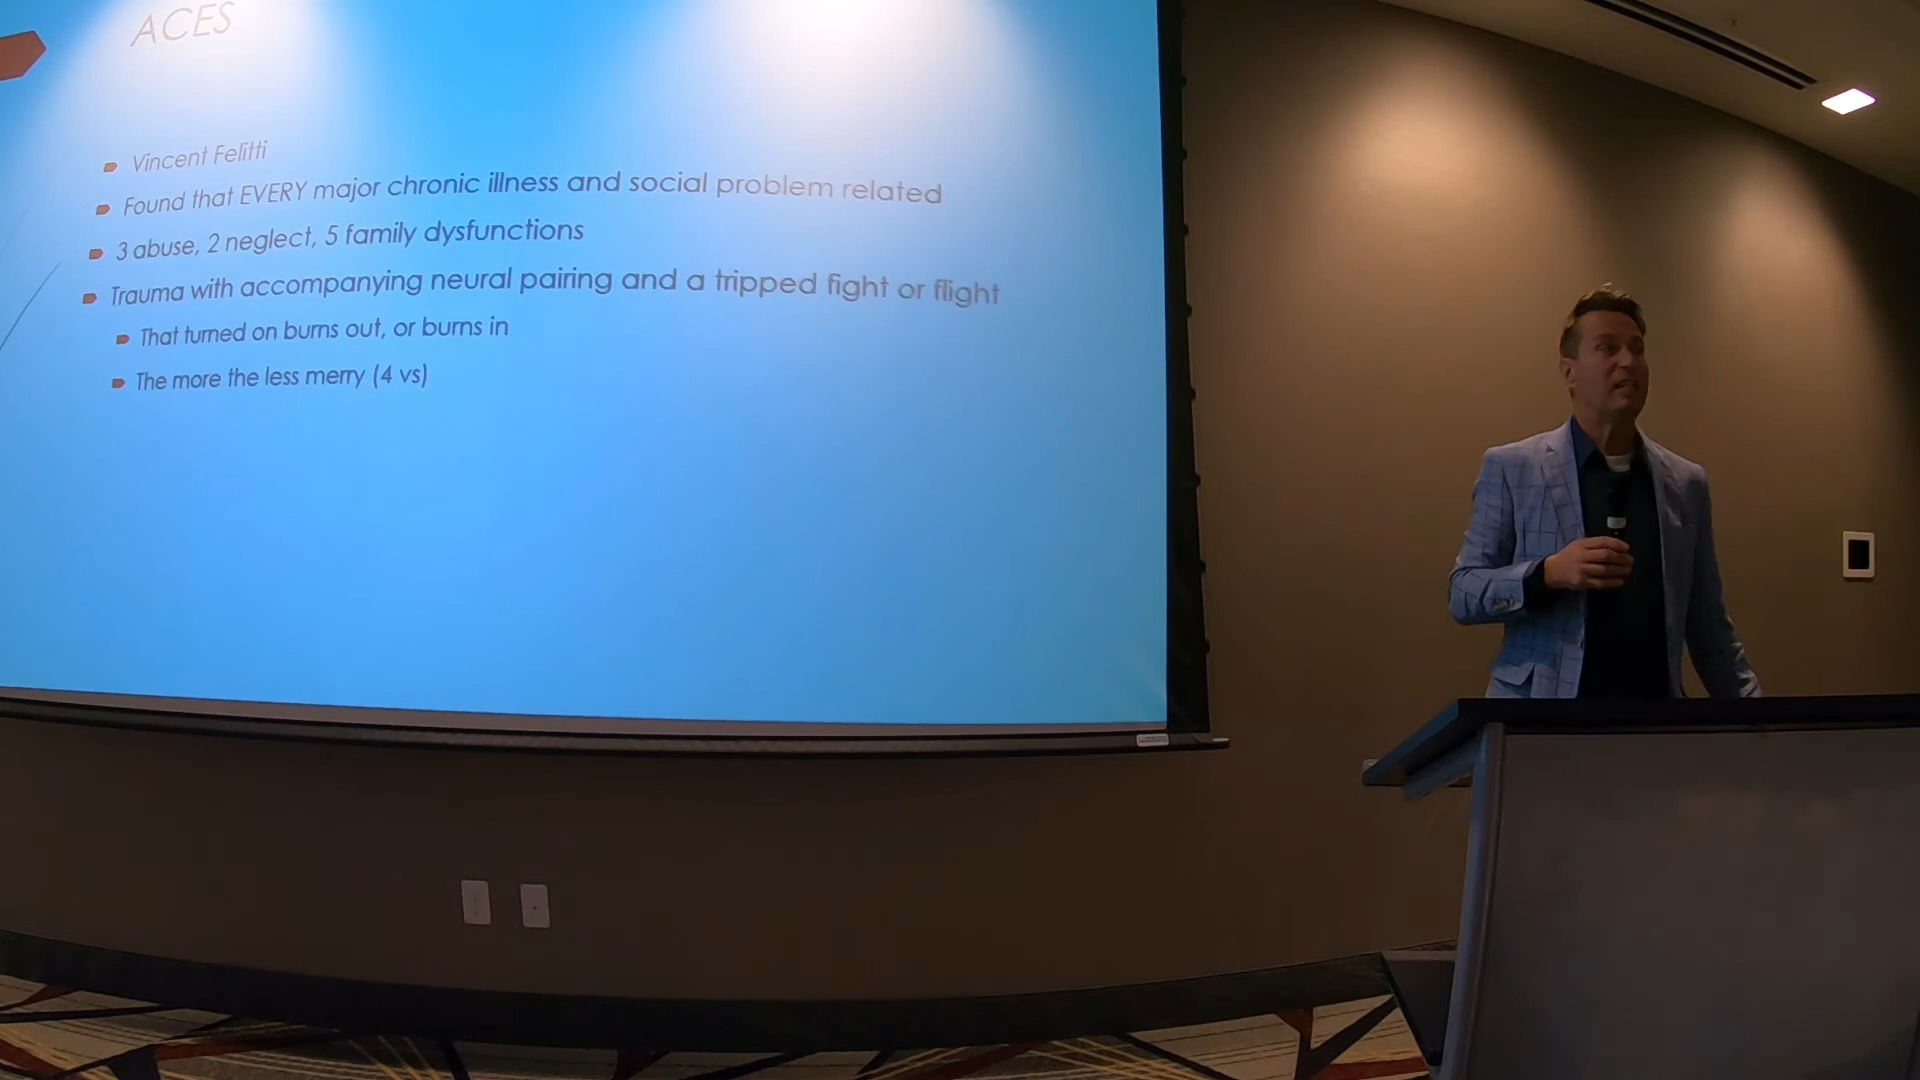 ACES
Vincent Felitti
Found that EVERY major chronic illness and social problem related
3 abuse, 2 neglect, 5 family dysfunctions
Trauma with accompanying neural pairing and a tripped fight or flight
That turned on burns out, or burns in
The more the less merry (4 vs)